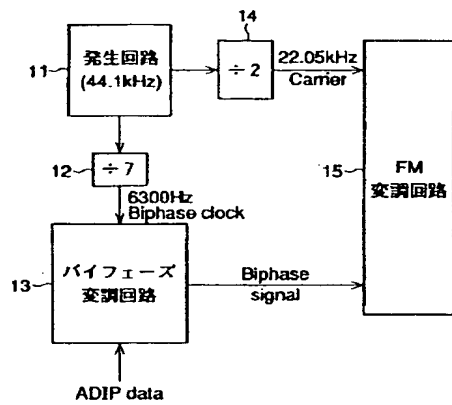 14
発生回路
(44.1kHz)
11
÷2
22.05kHz
Carrier
12
÷7
6300Hz
Biphase clock
15
FM
変調回路
バイフェーズ
変調回路
13
Biphase
signal
ADIP data